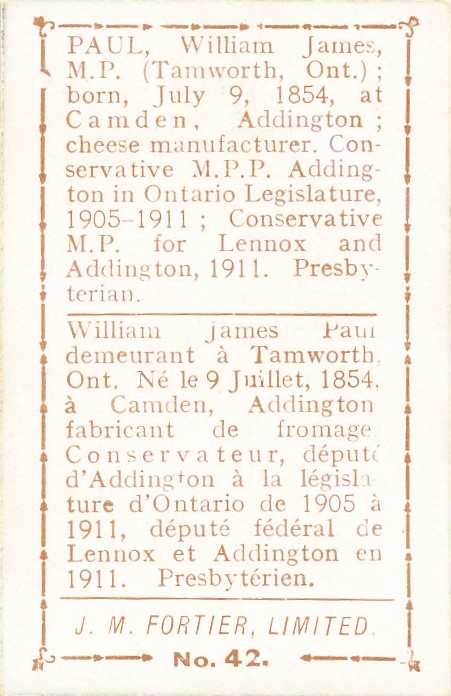 PAUL, William James,
M.P. (Tamworth, Ont.) ;
born, July 9, 1854, at
Camden, Addington ;
cheese manufacturer. Con-
servative M.P.P. Adding-
ton in Ontario Legislature,
1905-1911 ; Conservative
M.P. for Lennox and
Addington, 1911. Presby-
terian.
William James Paul
demeurant à Tamworth,
Ont. Né le 9 Juillet, 1854,
à Camden, Addington
fabricant de fromage
Conservateur, député
d'Addington à la législa-
ture d'Ontario de 1905 à
1911, député fédéral de
Lennox et Addington en
1911. Presbytérien.
J. M. FORTIER, LIMITED.
No. 42.